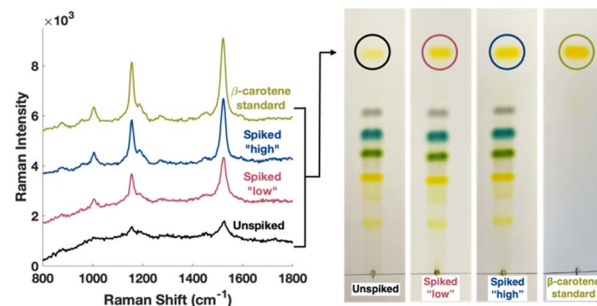 ×10³
8
6
4
2
0
800 1000 1200 1400 1600 1800
Raman Intensity
Raman Shift (cm⁻¹)
β-carotene
standard
Spiked
"high"
Spiked
"low"
Unspiked
Unspiked
Spiked
“low”
Spiked
“high”
β-carotene
standard